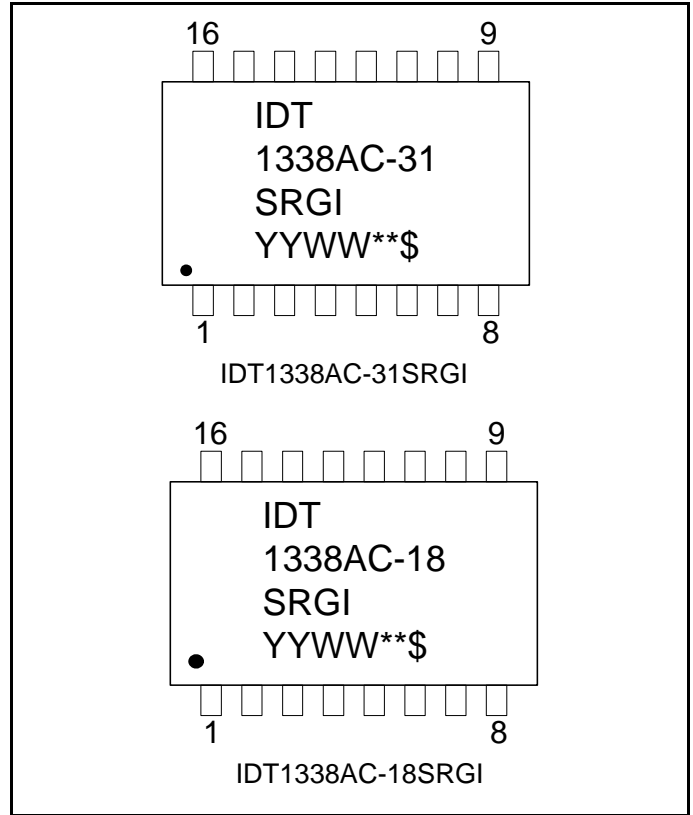 16 9
IDT
1338AC-31
SRGI
YYWW**$
1 8
IDT1338AC-31SRGI
16 9
IDT
1338AC-18
SRGI
YYWW**$
1 8
IDT1338AC-18SRGI